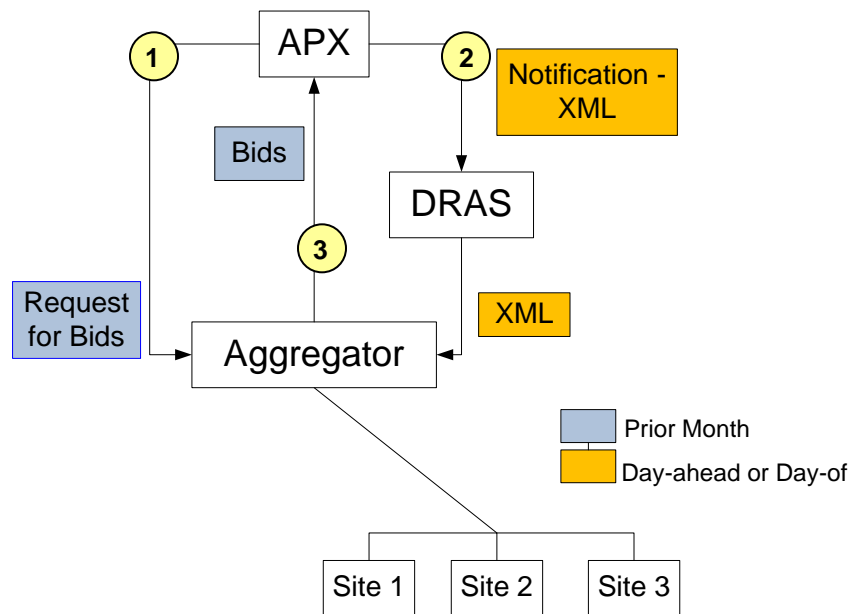 1
APX
2
Notification -
XML
Bids
DRAS
3
Request
for Bids
XML
Aggregator
Prior Month
Day-ahead or Day-of
Site 1
Site 2
Site 3